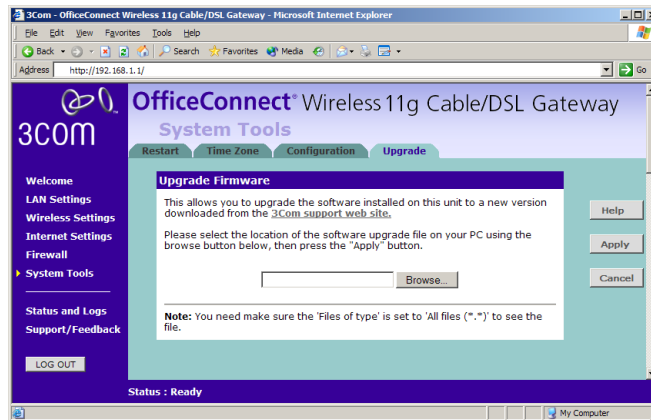 3Com - OfficeConnect Wireless 11g Cable/DSL Gateway - Microsoft Internet Explorer
File Edit View Favorites Tools Help
Back Search Favorites Media
Address http://192.168.1.1/ Go
3COM
OfficeConnect® Wireless 11g Cable/DSL Gateway
System Tools
Restart Time Zone Configuration Upgrade
Welcome
LAN Settings
Wireless Settings
Internet Settings
Firewall
System Tools
Status and Logs
Support/Feedback
LOG OUT
Upgrade Firmware
This allows you to upgrade the software installed on this unit to a new version
downloaded from the 3Com support web site.
Please select the location of the software upgrade file on your PC using the
browse button below, then press the "Apply" button.
Browse...
Note: You need make sure the 'Files of type' is set to 'All files (*.*)' to see the
file.
Help
Apply
Cancel
Status : Ready
My Computer